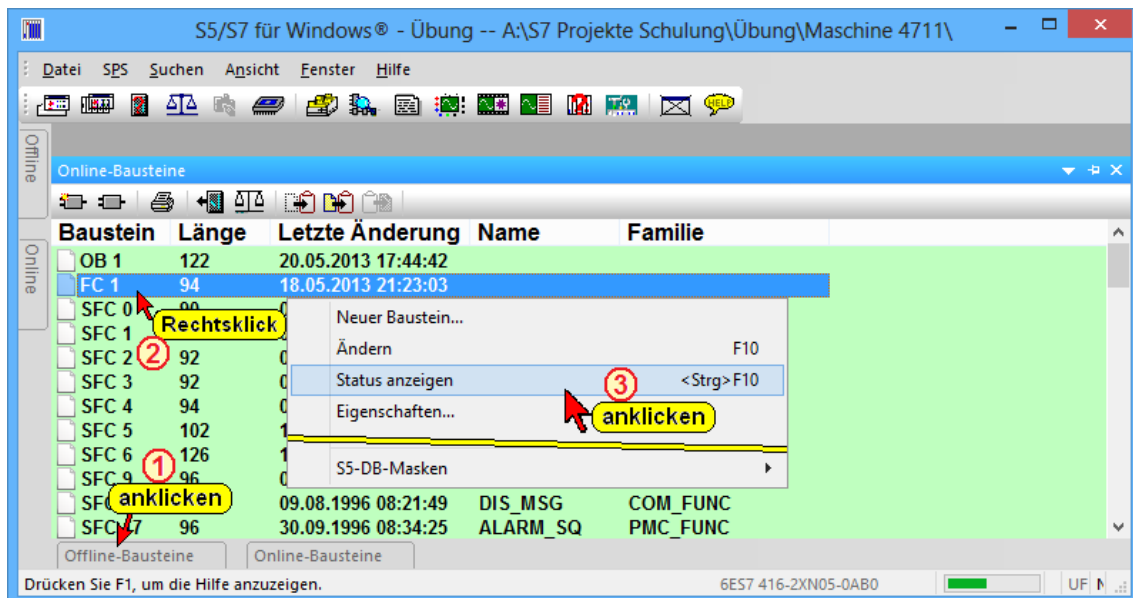 S5/S7 für Windows® - Übung -- A:\S7 Projekte Schulung\Übung\Maschine 4711\
Datei SPS Suchen Ansicht Fenster Hilfe
HELP
Offline
Online
Online-Bausteine
Baustein Länge Letzte Änderung Name Familie
OB 1 122 20.05.2013 17:44:42
FC 1 94 18.05.2013 21:23:03
SFC 0 90
Rechtsklick
SFC 1
2
SFC 2 92
SFC 3 92
SFC 4 94
SFC 5 102
SFC 6 126
SFC 9 96
1
anklicken
09.08.1996 08:21:49 DIS_MSG COM_FUNC
96 30.09.1996 08:34:25 ALARM_SQ PMC_FUNC
Neuer Baustein...
Ändern F10
Status anzeigen <Strg>F10
3
anklicken
Eigenschaften...
S5-DB-Masken
Offline-Bausteine Online-Bausteine
Drücken Sie F1, um die Hilfe anzuzeigen. 6ES7 416-2XN05-0AB0 UF